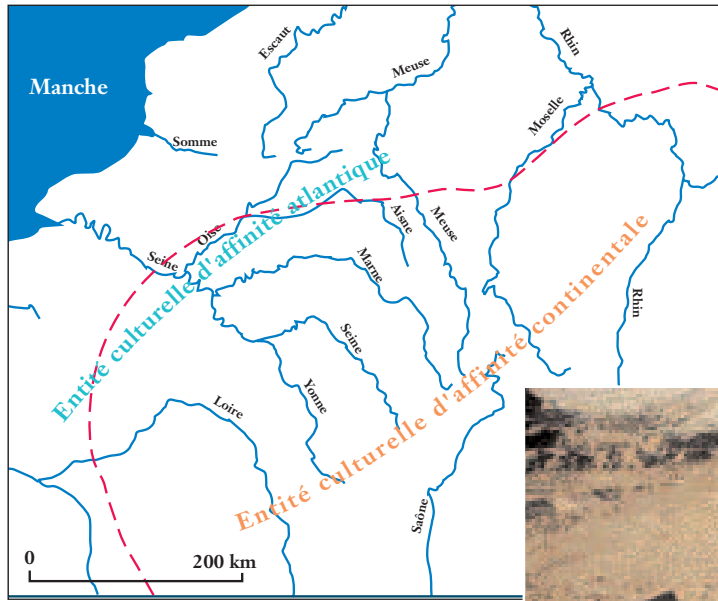 Escaut
Rhin
Meuse
Manche
Moselle
Somme
Entité culturelle d'affinité atlantique
Oise
Aisne
Meuse
Seine
Marne
Entité culturelle d'affinité continentale
Rhin
Seine
Yonne
Loire
Saône
0 200 km